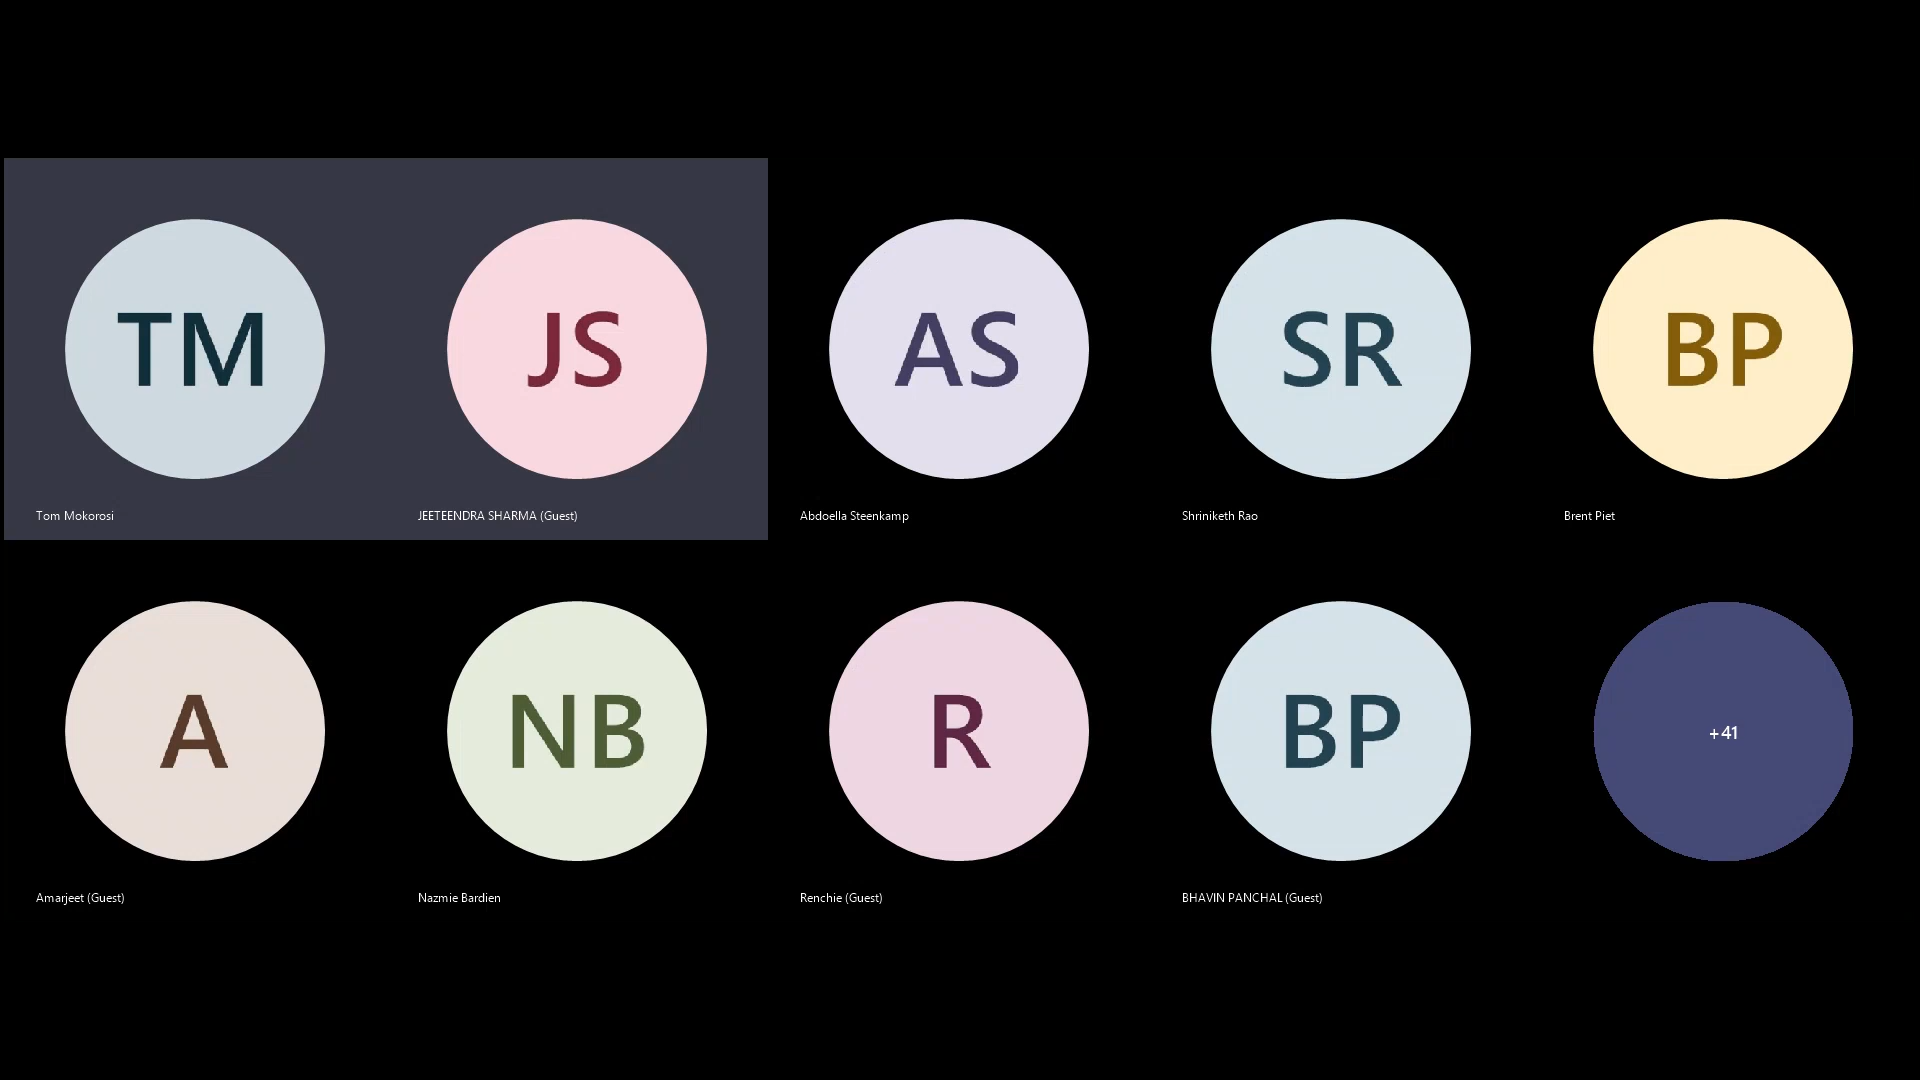 TM
JS
AS
SR
BP
Tom Mokorosi
JEETEENDRA SHARMA (Guest)
Abdoella Steenkamp
Shriniketh Rao
Brent Piet
A
NB
R
BP
+41
Amarjeet (Guest)
Nazmie Bardien
Renchie (Guest)
BHAVIN PANCHAL (Guest)